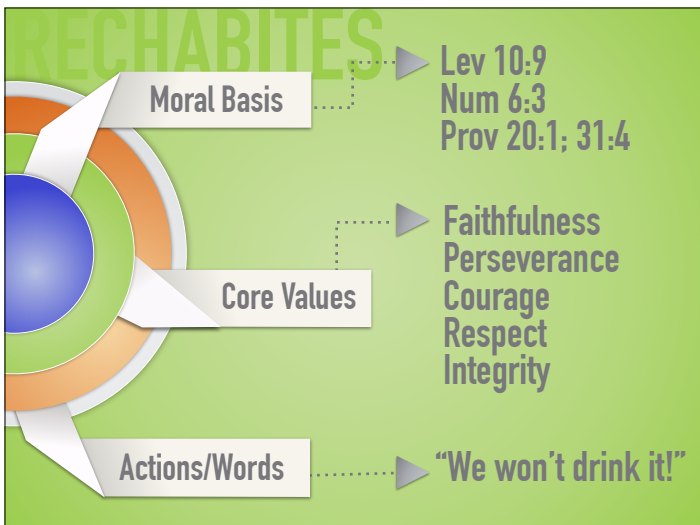 RECHABITES
Moral Basis
Lev 10:9
Num 6:3
Prov 20:1; 31:4
Core Values
Faithfulness
Perseverance
Courage
Respect
Integrity
Actions/Words
“We won’t drink it!”